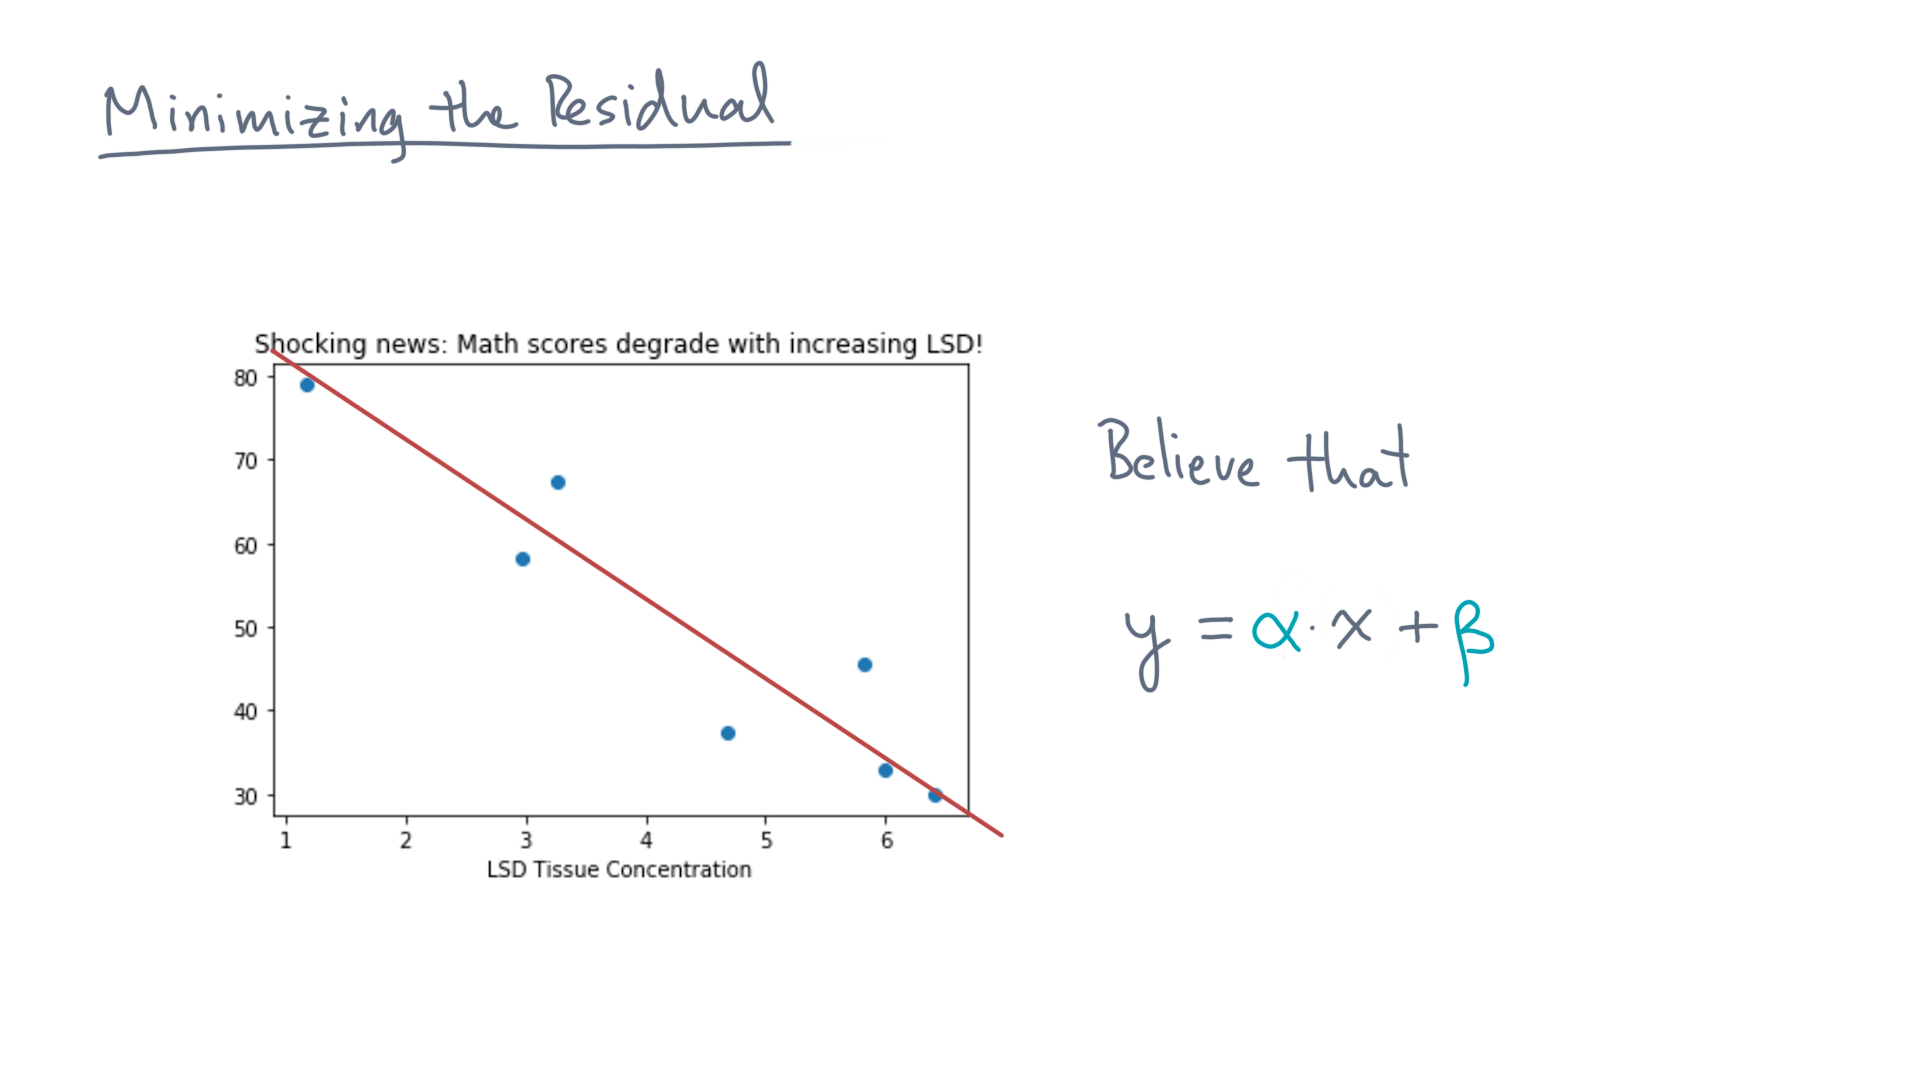 Minimizing the Residual
Shocking news: Math scores degrade with increasing LSD!
80
70
60
50
40
30
1 2 3 4 5 6
LSD Tissue Concentration
Believe that
y = α · x + β